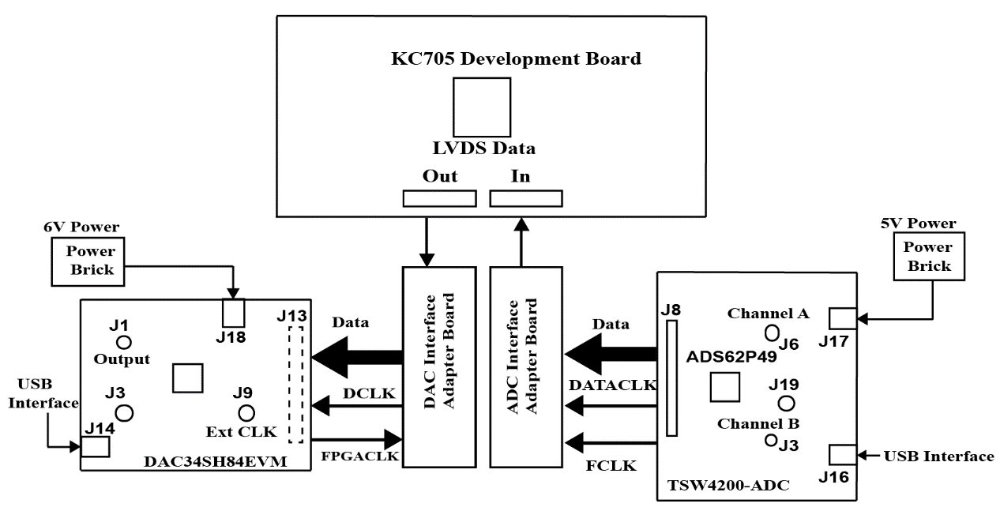 KC705 Development Board
LVDS Data
Out
In
6V Power
Power
Brick
J1
Output
J18
J13
USB
Interface
J3
J9
Ext CLK
J14
DAC34SH84EVM
Data
DCLK
FPGACLK
DAC Interface
Adapter Board
ADC Interface
Adapter Board
Data
DATACLK
FCLK
5V Power
Power
Brick
J8
Channel A
J6
J17
ADS62P49
J19
Channel B
J3
J16
USB Interface
TSW4200-ADC